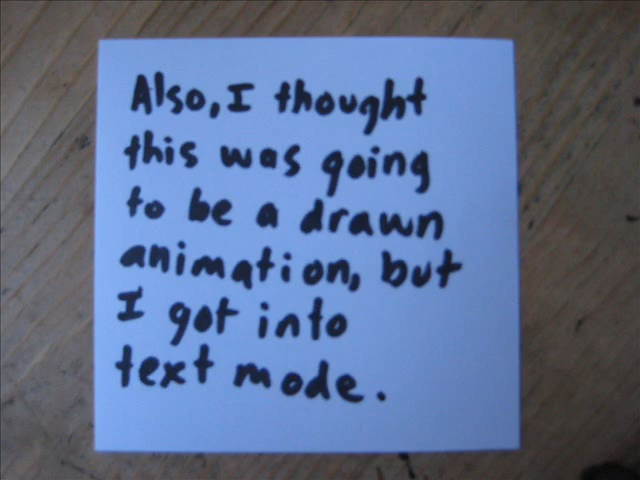 Also, I thought
this was going
to be a drawn
animation, but
I got into
text mode.